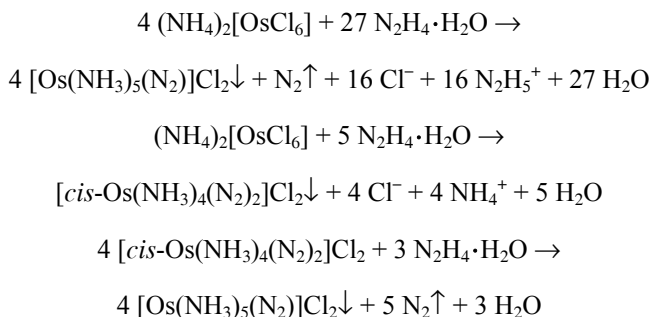 4 (NH₄)₂[OsCl₆] + 27 N₂H₄·H₂O →
4 [Os(NH₃)₅(N₂)]Cl₂↓ + N₂↑ + 16 Cl⁻ + 16 N₂H₅⁺ + 27 H₂O
(NH₄)₂[OsCl₆] + 5 N₂H₄·H₂O →
[cis-Os(NH₃)₄(N₂)₂]Cl₂↓ + 4 Cl⁻ + 4 NH₄⁺ + 5 H₂O
4 [cis-Os(NH₃)₄(N₂)₂]Cl₂ + 3 N₂H₄·H₂O →
4 [Os(NH₃)₅(N₂)]Cl₂↓ + 5 N₂↑ + 3 H₂O